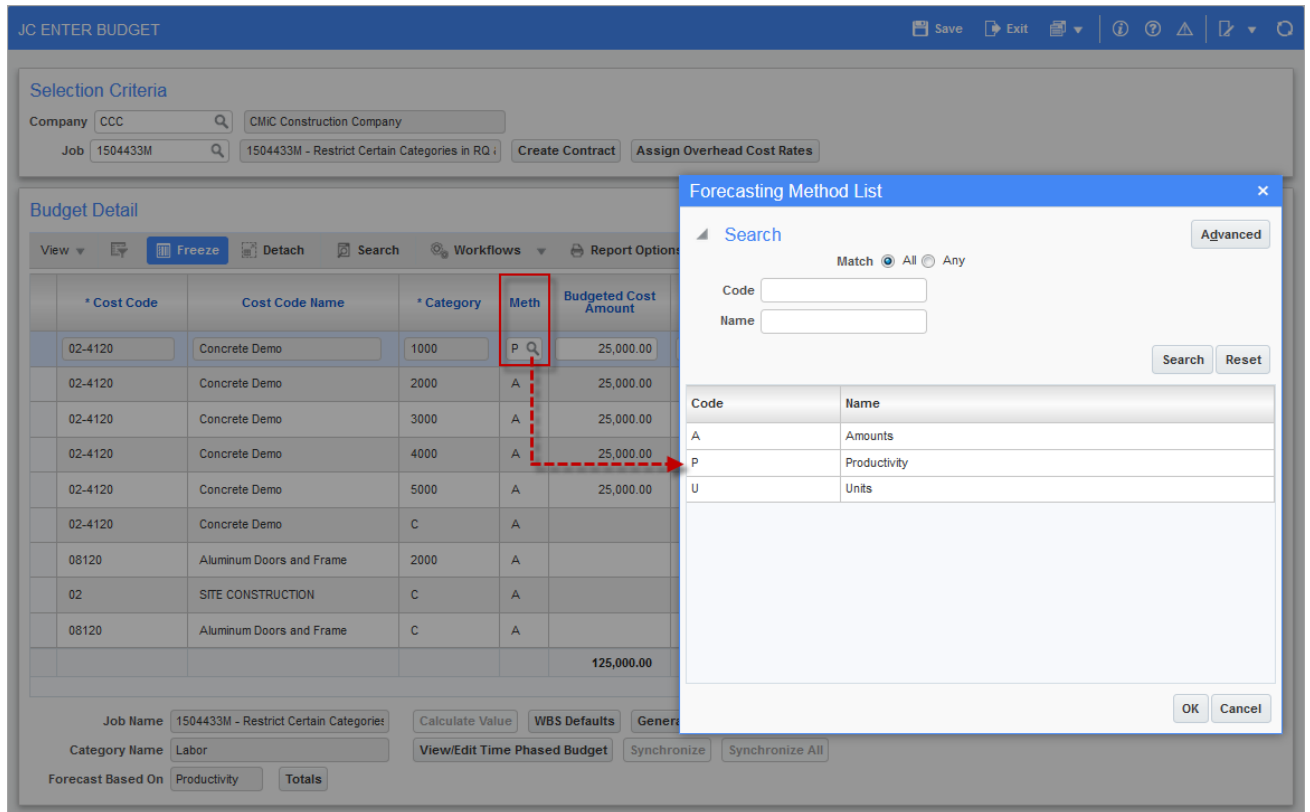 JC ENTER BUDGET Save Exit
Selection Criteria
Company CCC CMiC Construction Company
Job 1504433M 1504433M - Restrict Certain Categories in RQ Create Contract Assign Overhead Cost Rates
Budget Detail
View Freeze Detach Search Workflows Report Options
* Cost Code Cost Code Name * Category Meth Budgeted Cost
Amount
02-4120 Concrete Demo 1000 P 25,000.00
02-4120 Concrete Demo 2000 A 25,000.00
02-4120 Concrete Demo 3000 A 25,000.00
02-4120 Concrete Demo 4000 A 25,000.00
02-4120 Concrete Demo 5000 A 25,000.00
02-4120 Concrete Demo C A
08120 Aluminum Doors and Frame 2000 A
02 SITE CONSTRUCTION C A
08120 Aluminum Doors and Frame C A
125,000.00
Job Name 1504433M - Restrict Certain Categories Calculate Value WBS Defaults Genera
Category Name Labor View/Edit Time Phased Budget Synchronize Synchronize All
Forecast Based On Productivity Totals
Forecasting Method List ×
Search Advanced
Match All Any
Code
Name
Search Reset
Code Name
A Amounts
P Productivity
U Units
OK Cancel